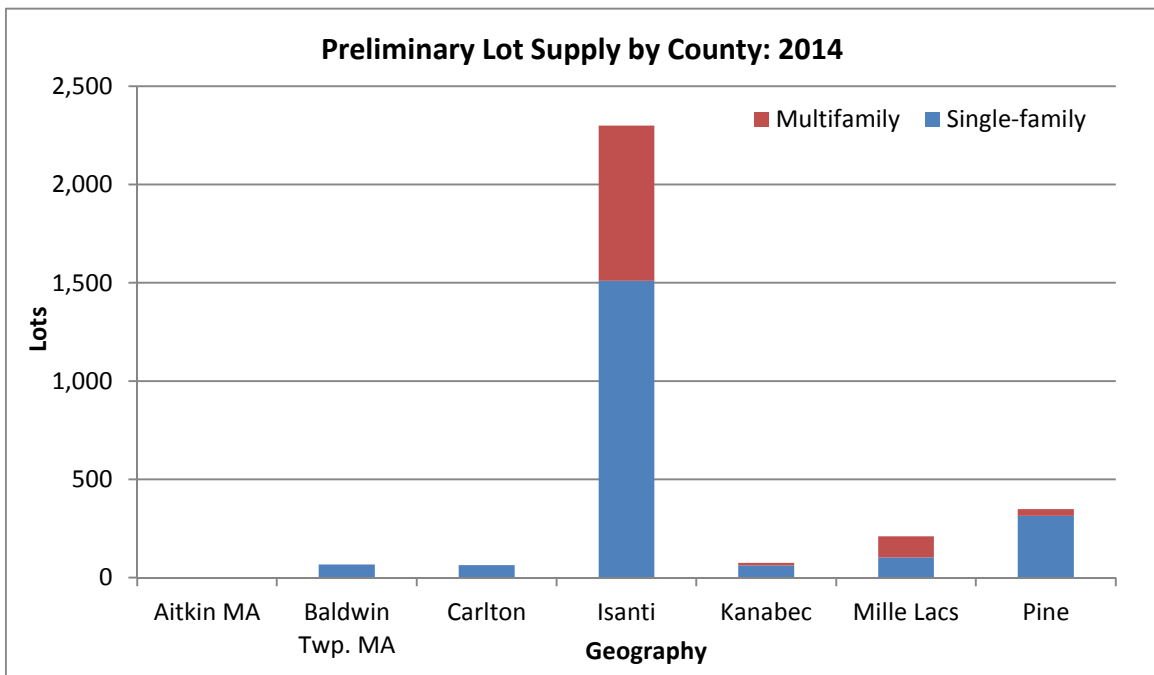 Preliminary Lot Supply by County: 2014
2,500
Multifamily Single-family
2,000
1,500
Lots
1,000
500
0
Aitkin MA Baldwin Carlton Isanti Kanabec Mille Lacs Pine
Twp. MA
Geography